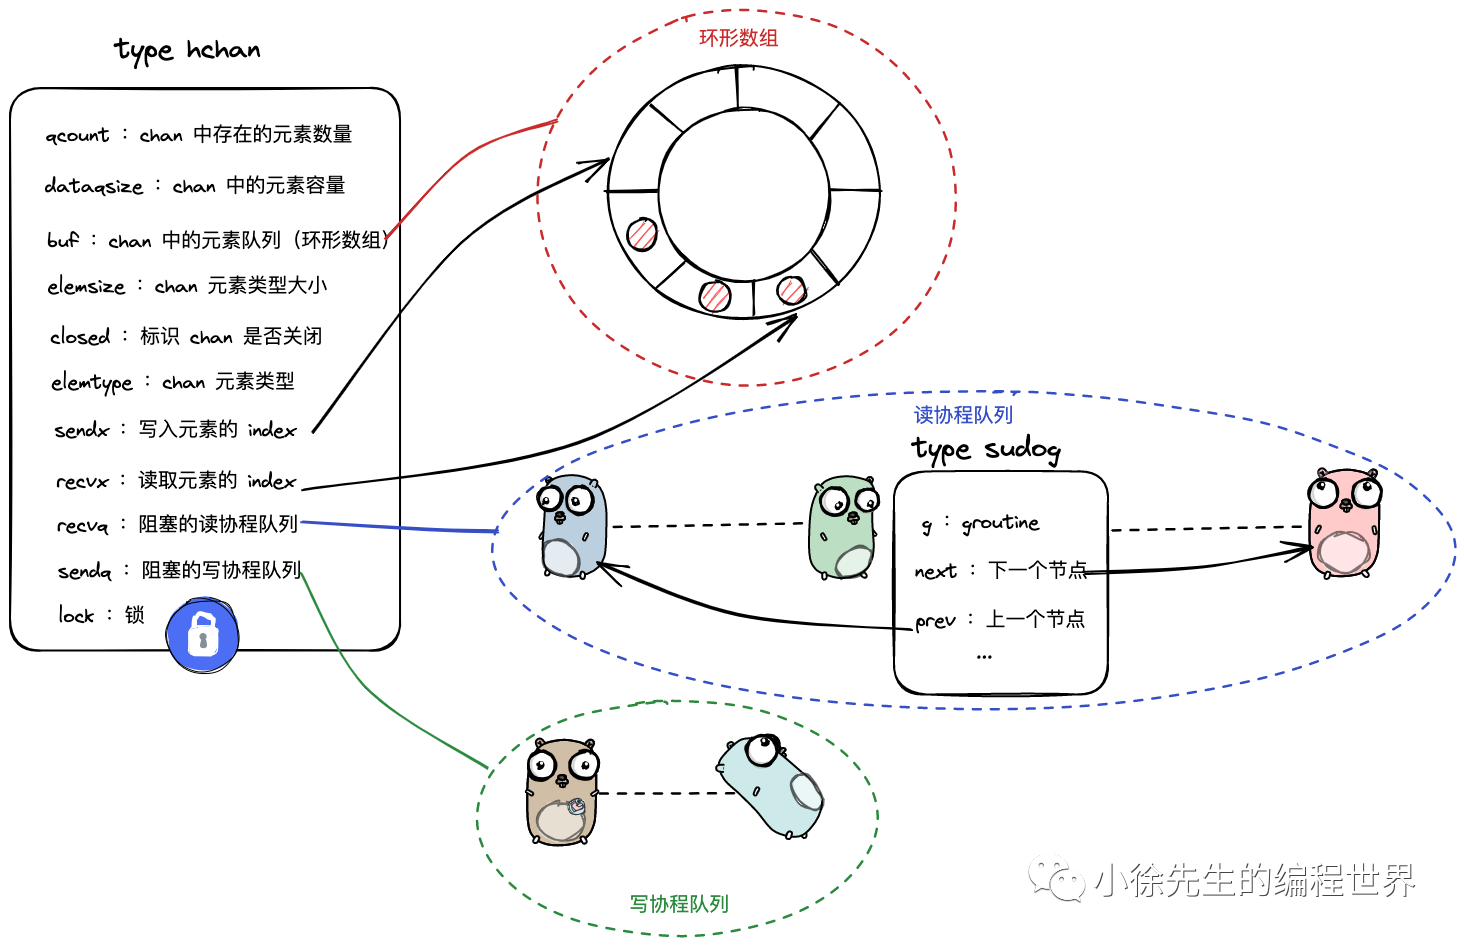 type hchan
qcount : chan 中存在的元素数量
dataqsize : chan 中的元素容量
buf : chan 中的元素队列 (环形数组)
elemsize : chan 元素类型大小
closed : 标识 chan 是否关闭
elemtype : chan 元素类型
sendx : 写入元素的 index
recvx : 读取元素的 index
recvq : 阻塞的读协程队列
sendq : 阻塞的写协程队列
lock : 锁
环形数组
读协程队列
type sudog
g : groutine
next : 下一个节点
prev : 上一个节点
...
写协程队列
小徐先生的编程世界